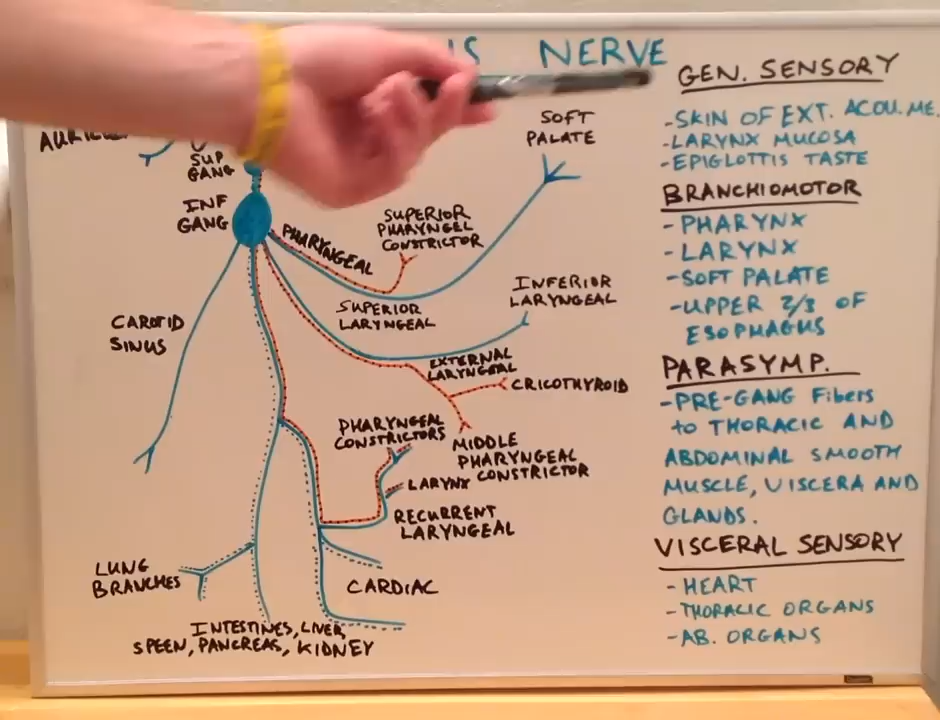 NERVE
SUP
GANG
INF
GANG
CAROTID
SINUS
LUNG
BRANCHES
INTESTINES, LIVER,
SPEEN, PANCREAS, KIDNEY
PHARYNGEAL
SUPERIOR
PHARYNGEL
CONSTRICTOR
SOFT
PALATE
SUPERIOR
LARYNGEAL
INFERIOR
LARYNGEAL
EXTERNAL
LARYNGEAL
CRICOTHYROID
MIDDLE
PHARYNGEAL
CONSTRICTOR
PHARYNGEAL
CONSTRICTORS
LARYNX
RECURRENT
LARYNGEAL
CARDIAC
GEN. SENSORY
-SKIN OF EXT. ACOU. ME.
-LARYNX MUCOSA
-EPIGLOTTIS TASTE
BRANCHIOMOTOR
-PHARYNX
-LARYNX
-SOFT PALATE
-UPPER 2/3 OF
ESOPHAGUS
PARASYMP.
-PRE-GANG Fibers
to THORACIC AND
ABDOMINAL SMOOTH
MUSCLE, VISCERA AND
GLANDS.
VISCERAL SENSORY
-HEART
-THORACIC ORGANS
-AB. ORGANS